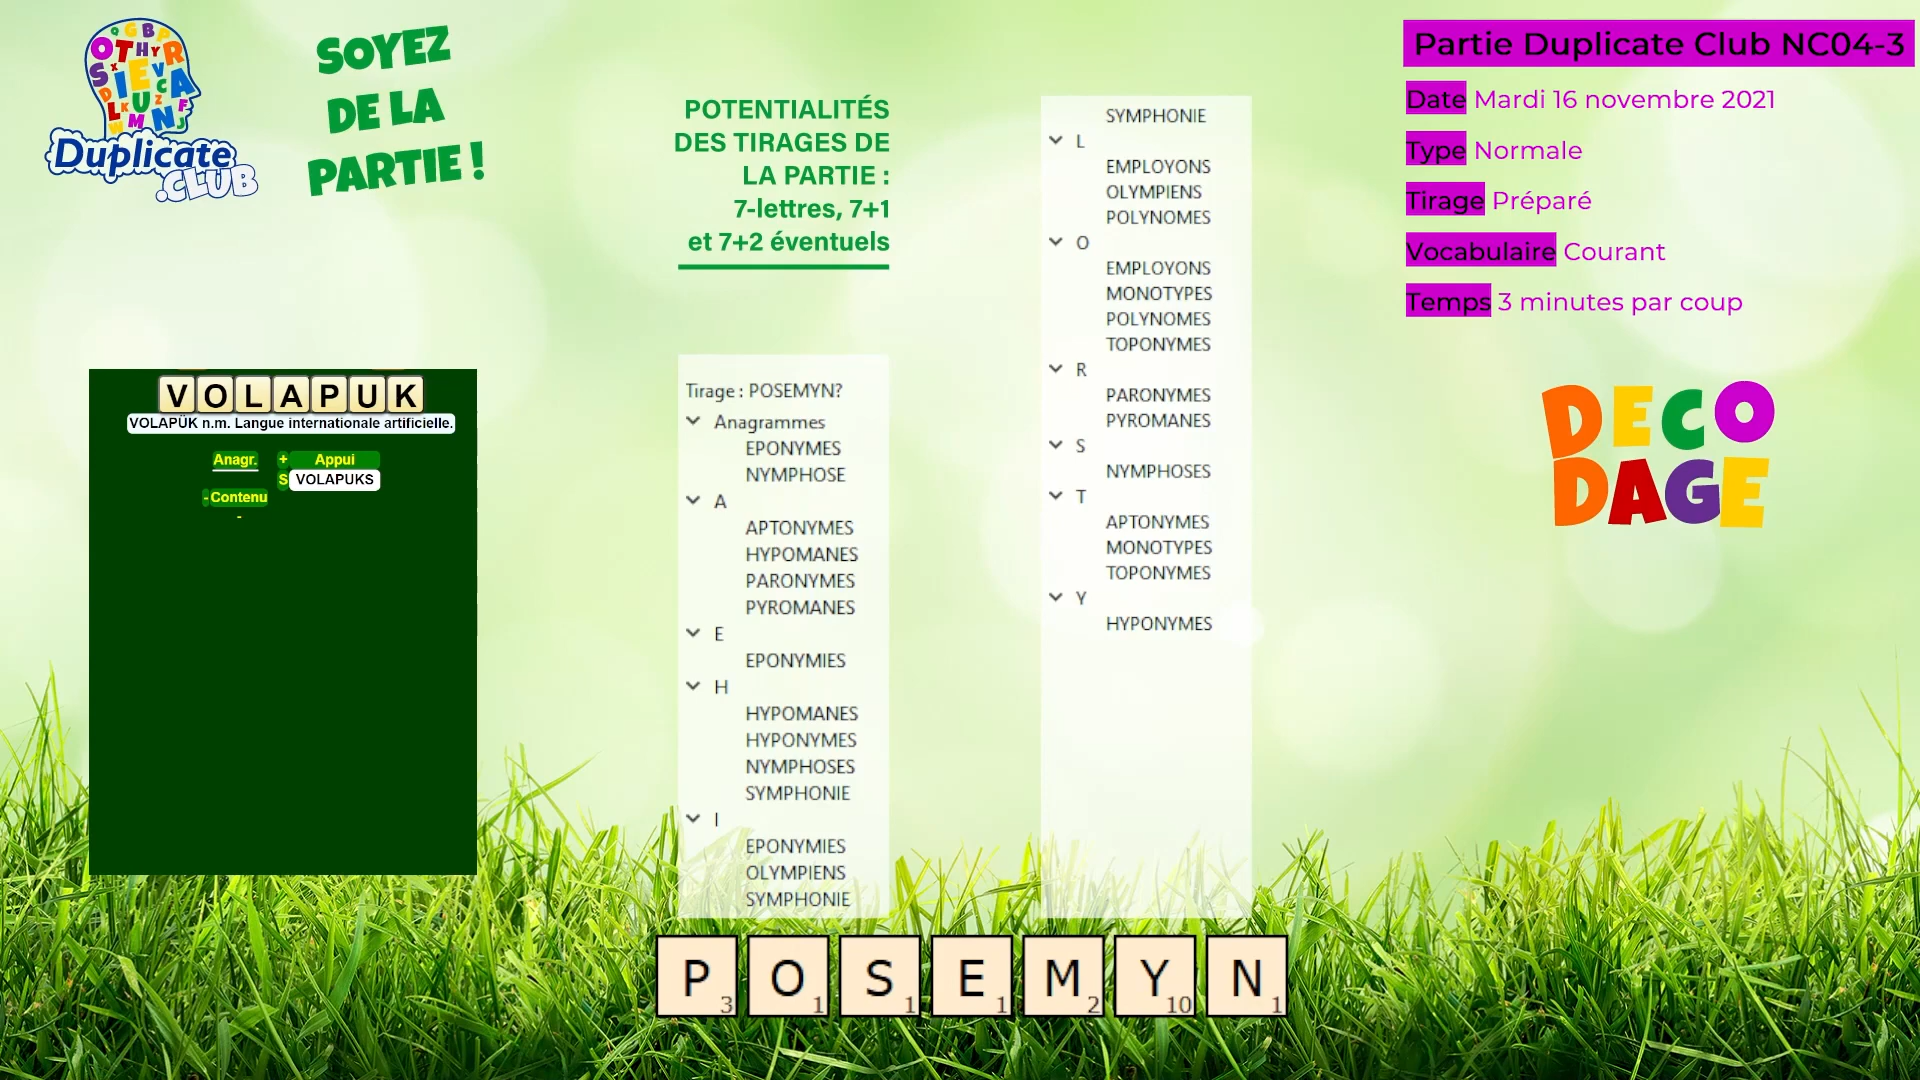 Duplicate
.CLUB
SOYEZ
DE LA
PARTIE !
POTENTIALITÉS
DES TIRAGES DE
LA PARTIE :
7-lettres, 7+1
et 7+2 éventuels
Partie Duplicate Club NC04-3
Date Mardi 16 novembre 2021
Type Normale
Tirage Préparé
Vocabulaire Courant
Temps 3 minutes par coup
DECO
DAGE
VOLAPUK
VOLAPÜK n.m. Langue internationale artificielle.
Anagr. + Appui
S VOLAPUKS
-Contenu
-
Tirage : POSEMYN?
Anagrammes
EPONYMES
NYMPHOSE
A
APTONYMES
HYPOMANES
PARONYMES
PYROMANES
E
EPONYMIES
H
HYPOMANES
HYPONYMES
NYMPHOSES
SYMPHONIE
I
EPONYMIES
OLYMPIENS
SYMPHONIE
SYMPHONIE
L
EMPLOYONS
OLYMPIENS
POLYNOMES
O
EMPLOYONS
MONOTYPES
POLYNOMES
TOPONYMES
R
PARONYMES
PYROMANES
S
NYMPHOSES
T
APTONYMES
MONOTYPES
TOPONYMES
Y
HYPONYMES
P3 O1 S1 E1 M2 Y10 N1